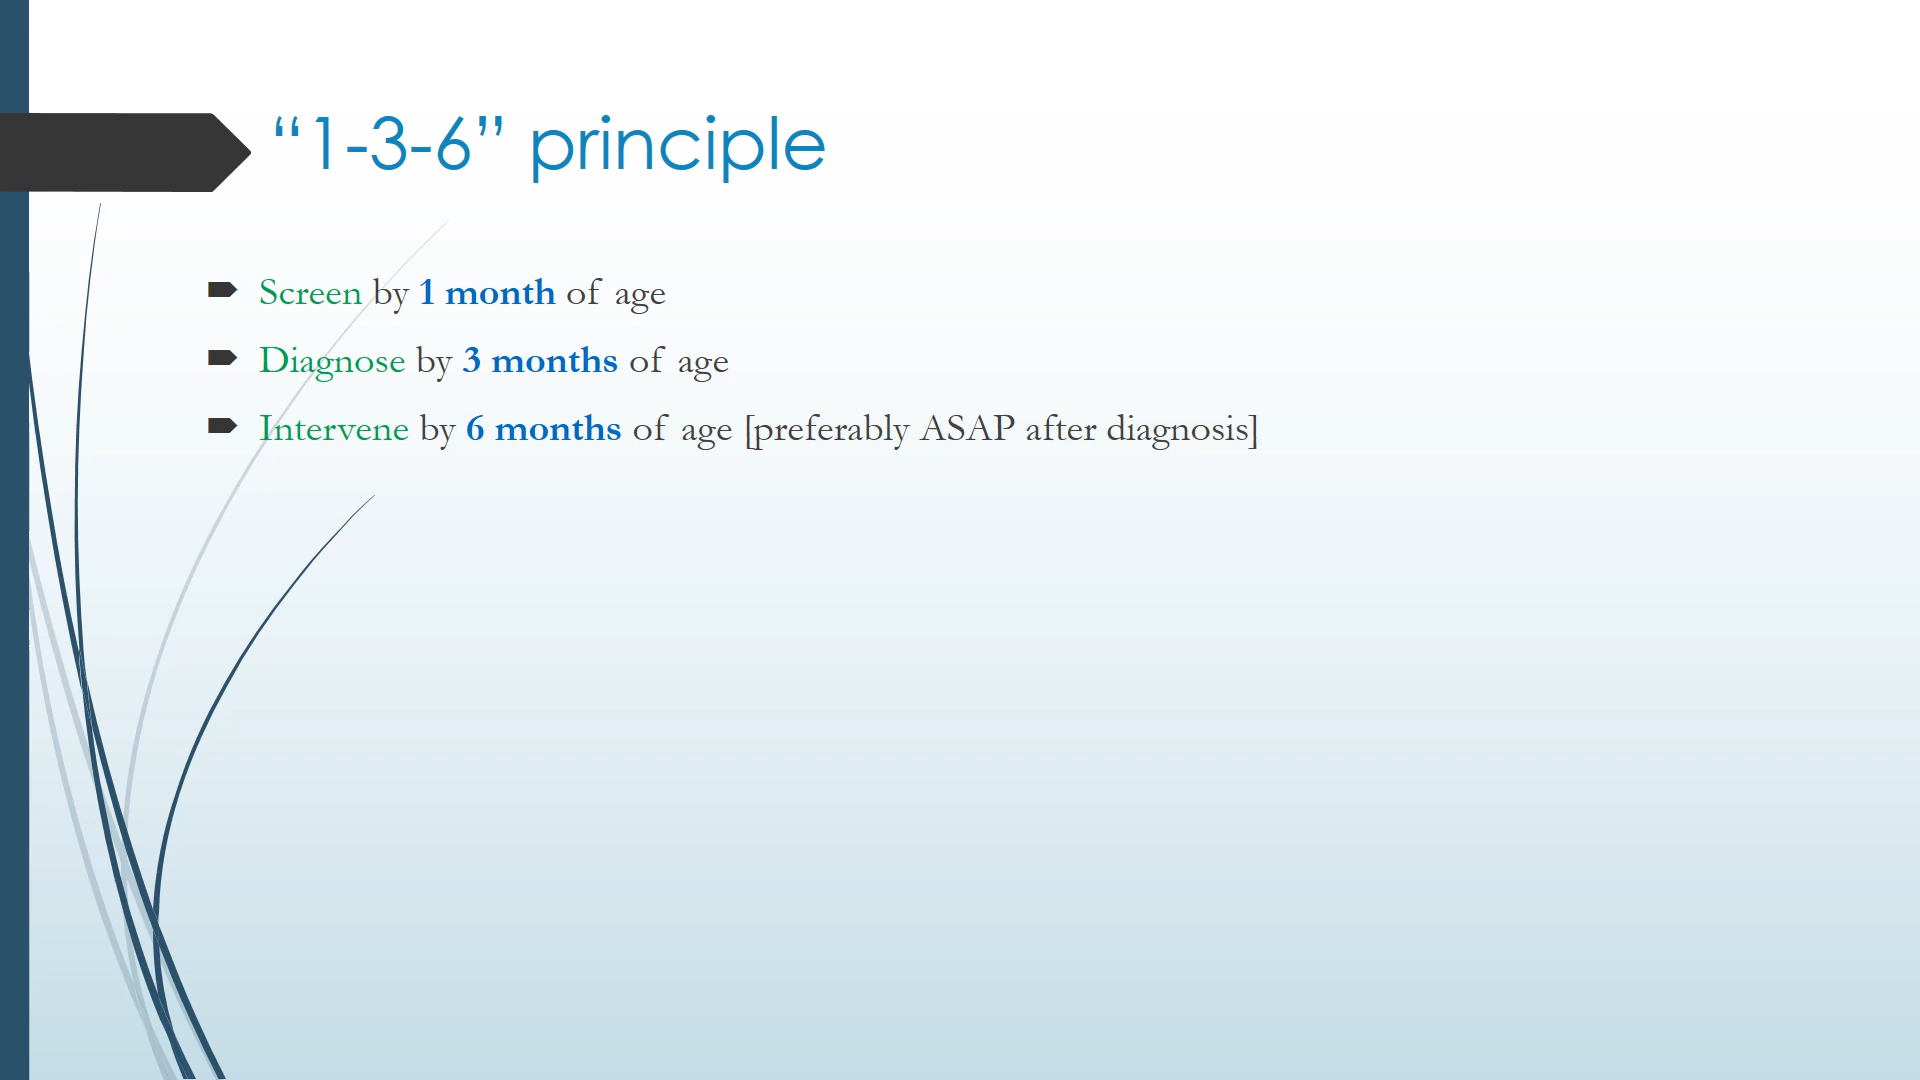 “1-3-6” principle
Screen by 1 month of age
Diagnose by 3 months of age
Intervene by 6 months of age [preferably ASAP after diagnosis]